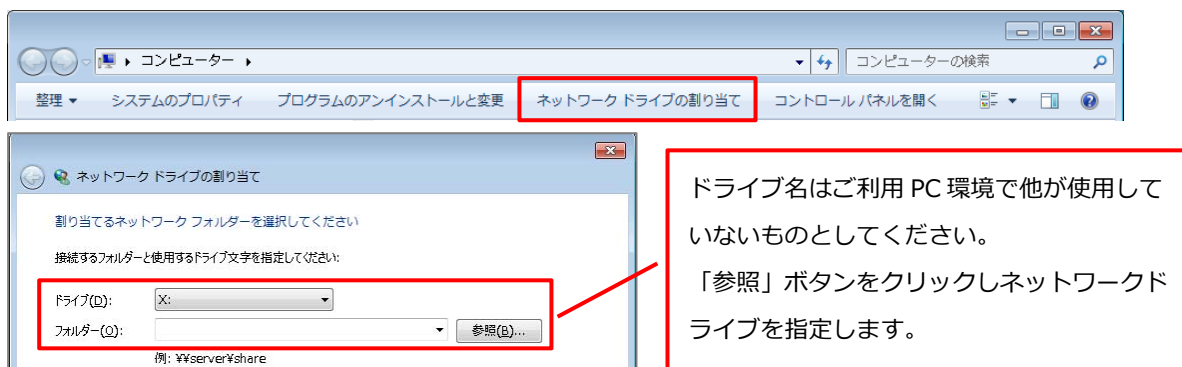 コンピューター
コンピューターの検索
整理 システムのプロパティ プログラムのアンインストールと変更 ネットワーク ドライブの割り当て コントロール パネルを開く
ネットワーク ドライブの割り当て
割り当てるネットワーク フォルダーを選択してください
接続するフォルダーと使用するドライブ文字を指定してください:
ドライブ(D): X:
フォルダー(O): 参照(B)...
例: ¥¥server¥share
ドライブ名はご利用 PC 環境で他が使用して
いないものとしてください。
「参照」ボタンをクリックしネットワークド
ライブを指定します。